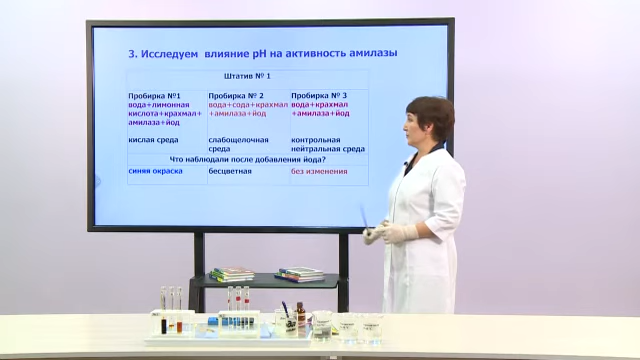 3. Исследуем влияние pH на активность амилазы
Штатив № 1
Пробирка №1
вода+лимонная
кислота+крахмал+
амилаза+йод
кислая среда
Пробирка № 2
вода+сода+крахмал
+амилаза+йод
слабощелочная
среда
Пробирка № 3
вода+крахмал
+амилаза+йод
контрольная
нейтральная среда
Что наблюдали после добавления йода?
синяя окраска
бесцветная
без изменения